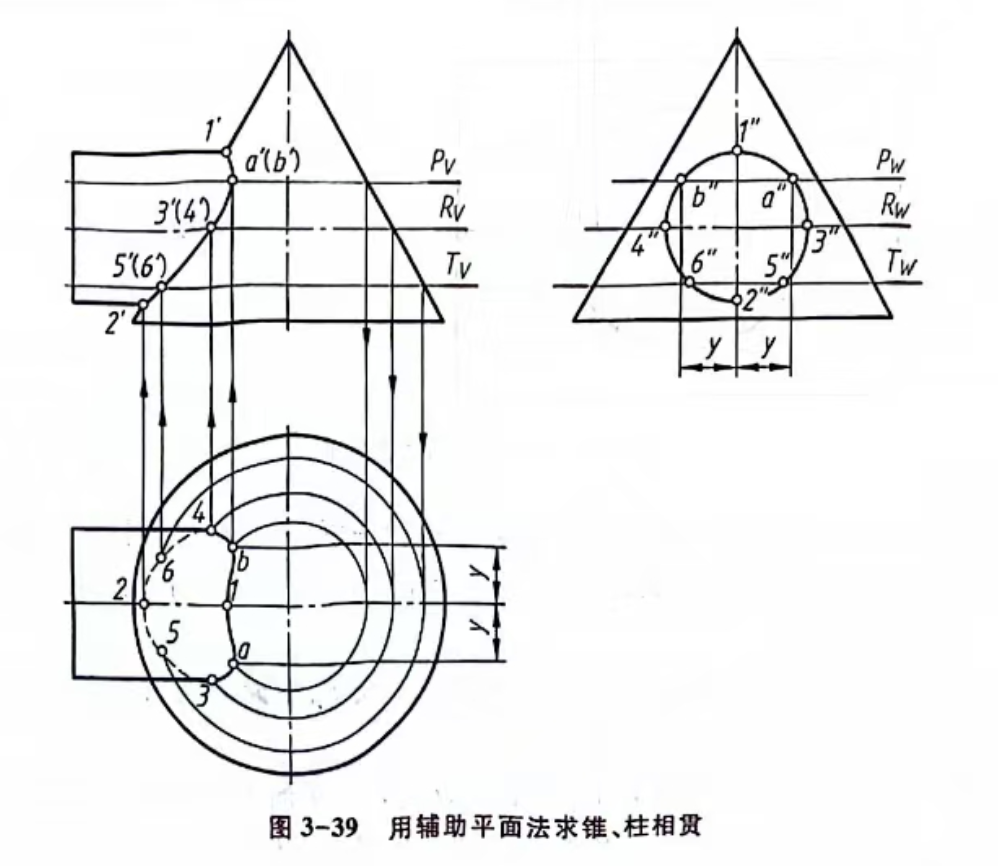 1' a'(b') Pv 1" Pw
b" a"
3'(4') Rv 4" 3" Rw
5'(6') Tv 6" 5" Tw
2' 2"
y y
4
b
6 y
2 1
5 y
a
3
图 3-39 用辅助平面法求锥、柱相贯